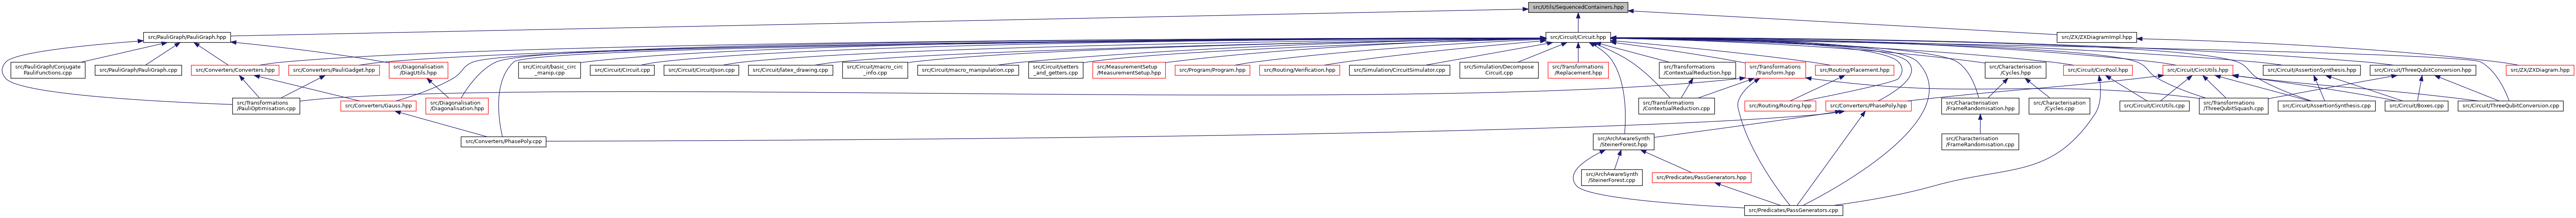 src/Utils/SequencedContainers.hpp
src/PauliGraph/PauliGraph.hpp
src/Circuit/Circuit.hpp
src/ZX/ZXDiagramImpl.hpp
src/PauliGraph/Conjugate
PauliFunctions.cpp
src/PauliGraph/PauliGraph.cpp
src/Converters/Converters.hpp
src/Converters/PauliGadget.hpp
src/Diagonalisation
/DiagUtils.hpp
src/Circuit/basic_circ
_manip.cpp
src/Circuit/Circuit.cpp
src/Circuit/CircuitJson.cpp
src/Circuit/latex_drawing.cpp
src/Circuit/macro_circ
_info.cpp
src/Circuit/macro_manipulation.cpp
src/Circuit/setters
_and_getters.cpp
src/MeasurementSetup
/MeasurementSetup.hpp
src/Program/Program.hpp
src/Routing/Verification.hpp
src/Simulation/CircuitSimulator.cpp
src/Simulation/Decompose
Circuit.cpp
src/Transformations
/Replacement.hpp
src/Transformations
/ContextualReduction.hpp
src/Transformations
/Transform.hpp
src/Routing/Placement.hpp
src/Characterisation
/Cycles.hpp
src/Circuit/CircPool.hpp
src/Circuit/CircUtils.hpp
src/Circuit/AssertionSynthesis.hpp
src/Circuit/ThreeQubitConversion.hpp
src/ZX/ZXDiagram.hpp
src/Transformations
/PauliOptimisation.cpp
src/Converters/Gauss.hpp
src/Diagonalisation
/Diagonalisation.hpp
src/Transformations
/ContextualReduction.cpp
src/Routing/Routing.hpp
src/Converters/PhasePoly.hpp
src/Characterisation
/FrameRandomisation.hpp
src/Characterisation
/Cycles.cpp
src/Circuit/CircUtils.cpp
src/Transformations
/ThreeQubitSquash.cpp
src/Circuit/AssertionSynthesis.cpp
src/Circuit/Boxes.cpp
src/Circuit/ThreeQubitConversion.cpp
src/Converters/PhasePoly.cpp
src/ArchAwareSynth
/SteinerForest.hpp
src/Characterisation
/FrameRandomisation.cpp
src/ArchAwareSynth
/SteinerForest.cpp
src/Predicates/PassGenerators.hpp
src/Predicates/PassGenerators.cpp